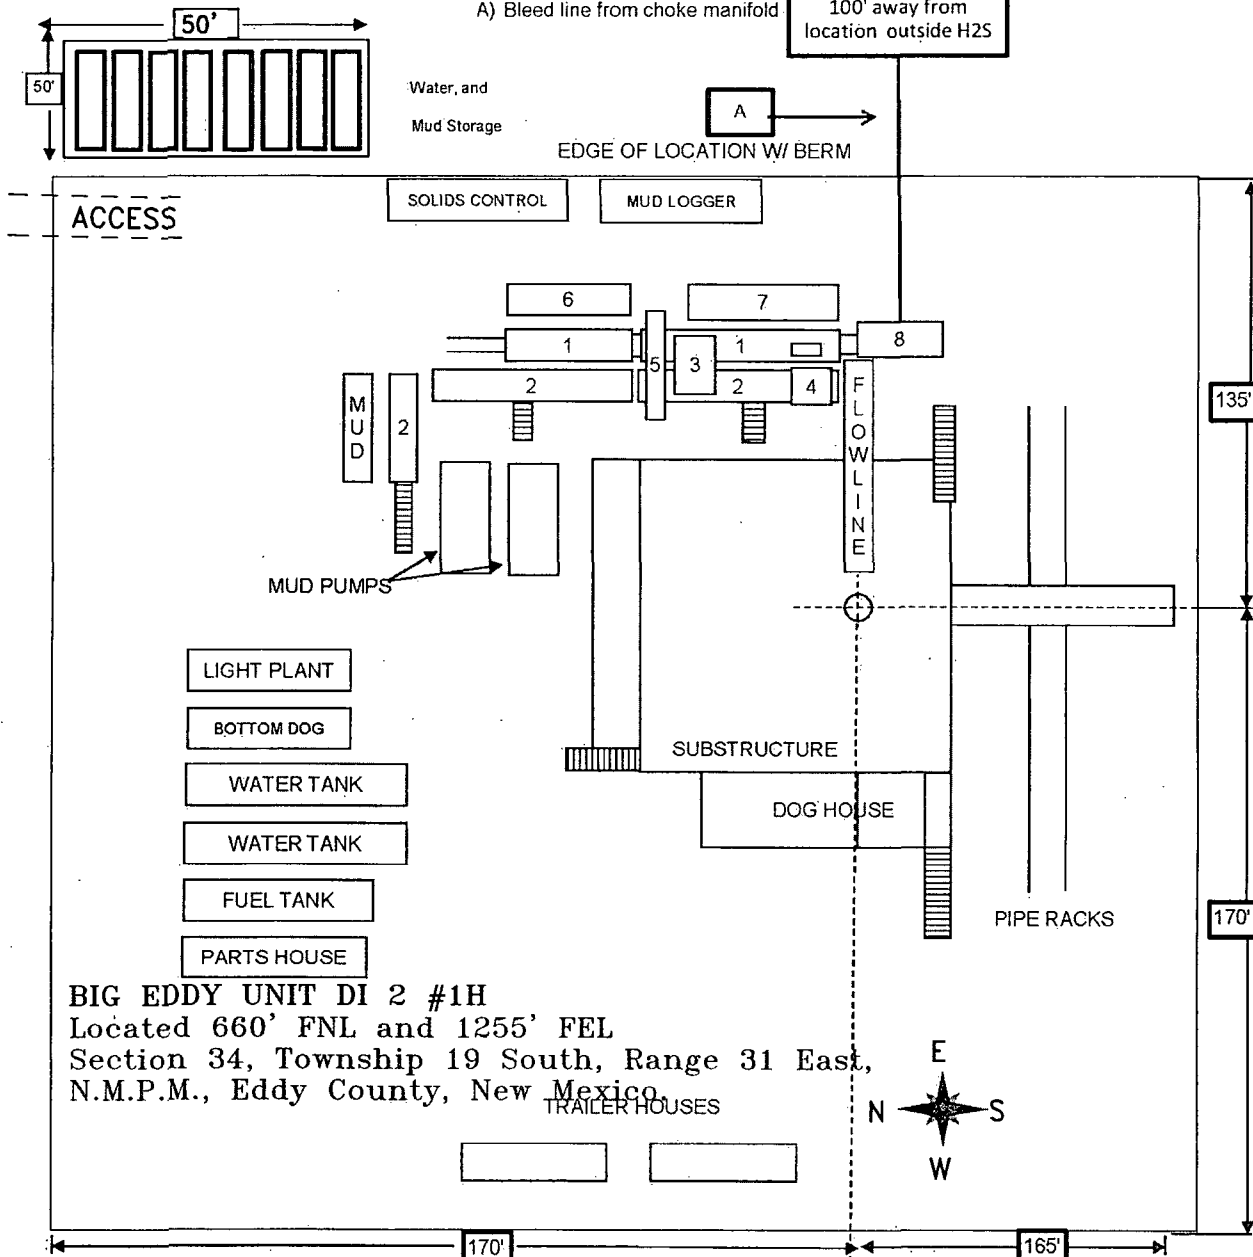 A) Bleed line from choke manifold
100' away from
location outside H2S
50'
50'
Water, and
Mud Storage
A
EDGE OF LOCATION W/ BERM
ACCESS
SOLIDS CONTROL
MUD LOGGER
6
7
1
1
8
5
3
2
2
4
MUD
2
FLOWLINE
135'
MUD PUMPS
LIGHT PLANT
BOTTOM DOG
WATER TANK
WATER TANK
FUEL TANK
PARTS HOUSE
SUBSTRUCTURE
DOG HOUSE
PIPE RACKS
170'
BIG EDDY UNIT DI 2 #1H
Located 660' FNL and 1255' FEL
Section 34, Township 19 South, Range 31 East,
N.M.P.M., Eddy County, New Mexico.
TRAILER HOUSES
E
N
S
W
170'
165'